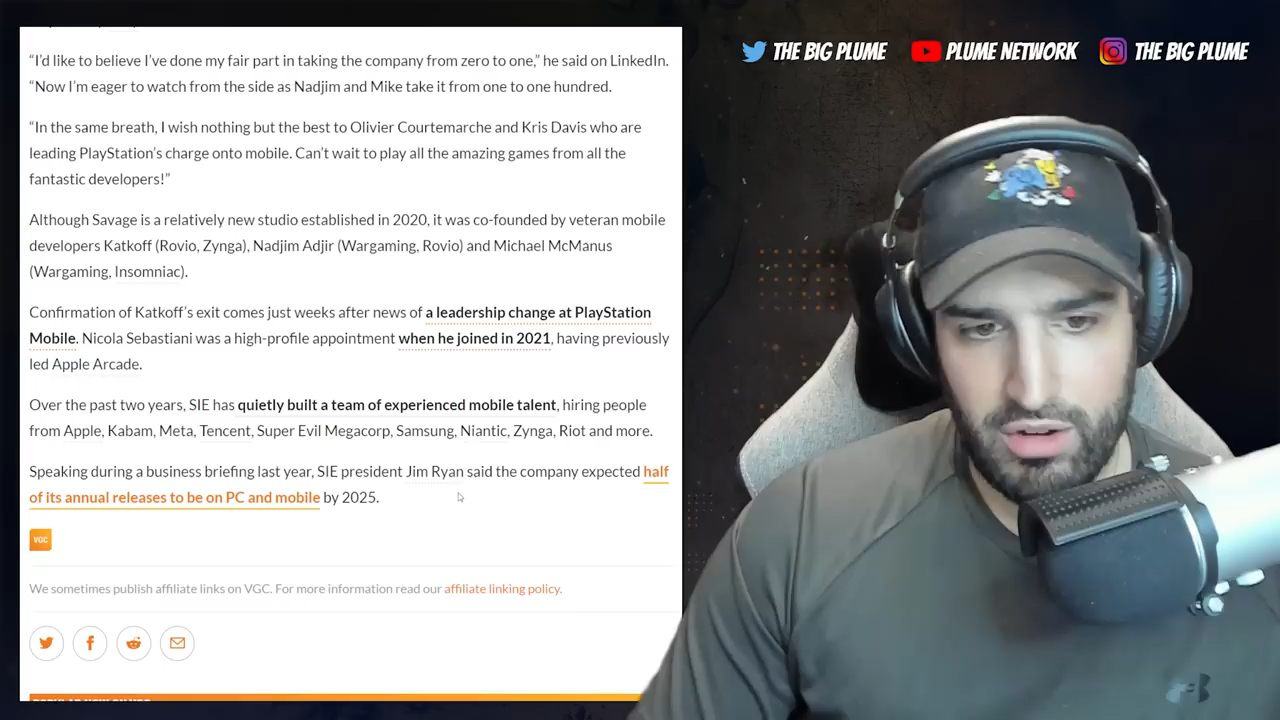 THE BIG PLUME PLUME NETWORK THE BIG PLUME
“I’d like to believe I’ve done my fair part in taking the company from zero to one,” he said on LinkedIn.
“Now I’m eager to watch from the side as Nadjim and Mike take it from one to one hundred.
“In the same breath, I wish nothing but the best to Olivier Courtemarche and Kris Davis who are
leading PlayStation’s charge onto mobile. Can’t wait to play all the amazing games from all the
fantastic developers!”
Although Savage is a relatively new studio established in 2020, it was co-founded by veteran mobile
developers Katkoff (Rovio, Zynga), Nadjim Adjir (Wargaming, Rovio) and Michael McManus
(Wargaming, Insomniac).
Confirmation of Katkoff’s exit comes just weeks after news of a leadership change at PlayStation
Mobile. Nicola Sebastiani was a high-profile appointment when he joined in 2021, having previously
led Apple Arcade.
Over the past two years, SIE has quietly built a team of experienced mobile talent, hiring people
from Apple, Kabam, Meta, Tencent, Super Evil Megacorp, Samsung, Niantic, Zynga, Riot and more.
Speaking during a business briefing last year, SIE president Jim Ryan said the company expected half
of its annual releases to be on PC and mobile by 2025.
VGC
We sometimes publish affiliate links on VGC. For more information read our affiliate linking policy.